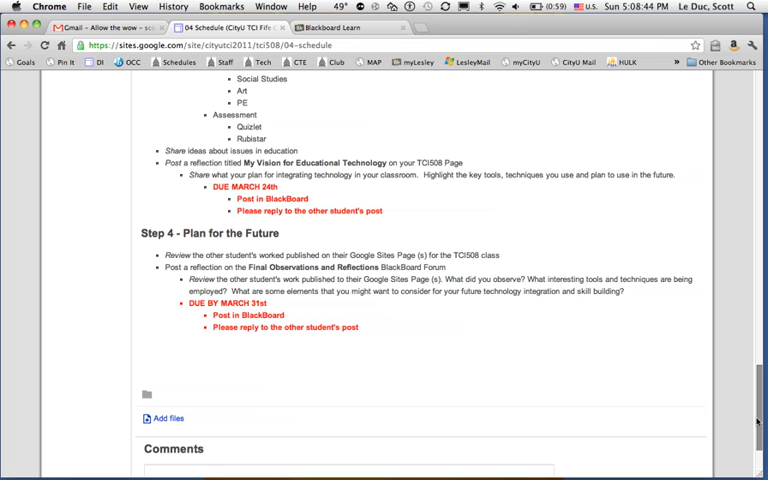 Chrome File Edit View History Bookmarks Window Help 49° (0:59) U.S. Sun 5:08:44 PM Le Duc, Scott
Gmail – Allow the wow – sco 04 Schedule (CityU TCI Fife C Blackboard Learn
https://sites.google.com/site/cityutci2011/tci508/04-schedule
Goals Pin It DI OCC Schedules Staff Tech CTE Club MAP myLesley LesleyMail myCityU CityU Mail HULK » Other Bookmarks
Social Studies
Art
PE
Assessment
Quizlet
Rubistar
Share ideas about issues in education
Post a reflection titled My Vision for Educational Technology on your TCI508 Page
Share what your plan for integrating technology in your classroom. Highlight the key tools, techniques you use and plan to use in the future.
DUE MARCH 24th
Post in BlackBoard
Please reply to the other student's post
Step 4 - Plan for the Future
Review the other student's worked published on their Google Sites Page (s) for the TCI508 class
Post a reflection on the Final Observations and Reflections BlackBoard Forum
Review the other student's work published to their Google Sites Page (s). What did you observe? What interesting tools and techniques are being
employed? What are some elements that you might want to consider for your future technology integration and skill building?
DUE BY MARCH 31st
Post in BlackBoard
Please reply to the other student's post
Add files
Comments